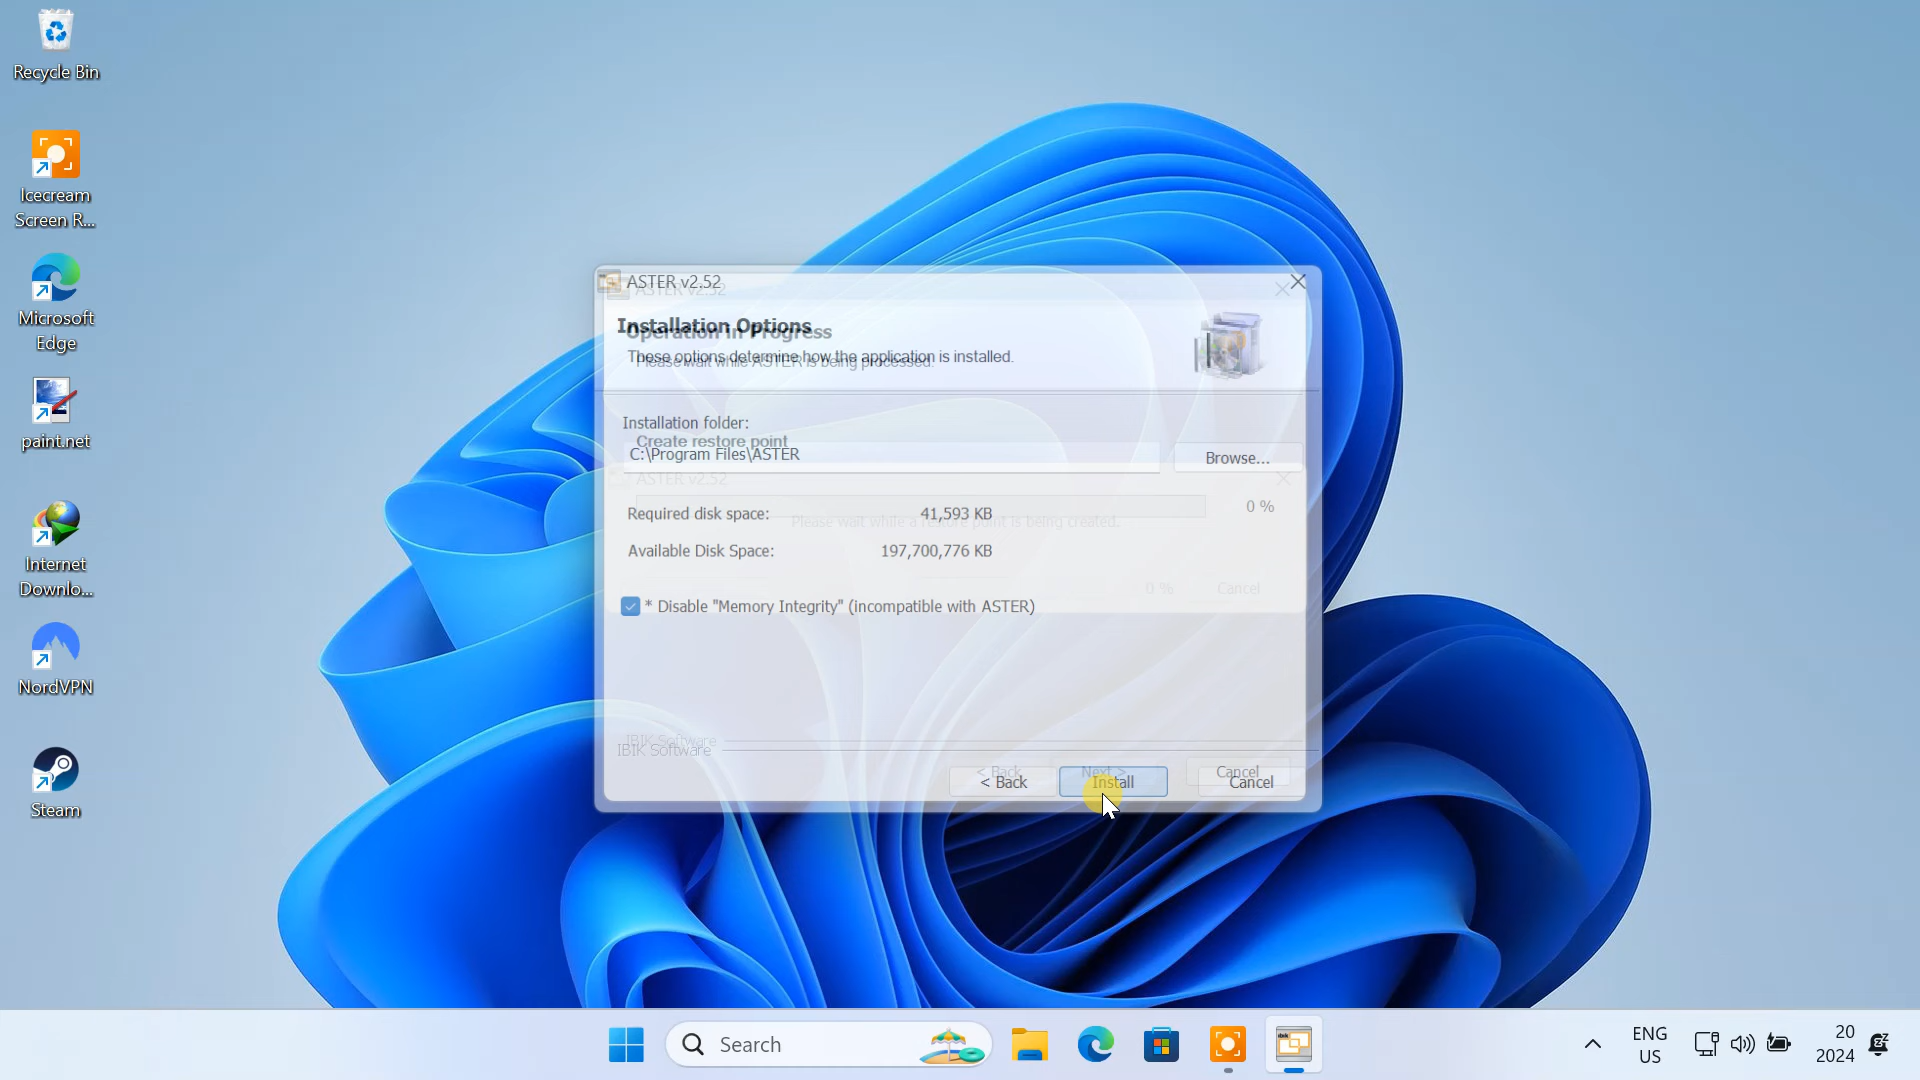 Recycle Bin
Icecream
Screen R...
Microsoft
Edge
paint.net
Internet
Downlo...
NordVPN
Steam
ASTER v2.52
ASTER v2.52
Installation Options
Operation in Progress
These options determine how the application is installed.
Please wait while ASTER is being processed.
Installation folder:
Create restore point
C:\Program Files\ASTER
Browse...
ASTER v2.52
0 %
Required disk space: 41,593 KB
Please wait while a restore point is being created.
Available Disk Space: 197,700,776 KB
0 %
Cancel
* Disable "Memory Integrity" (incompatible with ASTER)
IBIK Software
IBIK Software
< Back
Next >
Cancel
< Back
Install
Cancel
Search
ibik
ENG
US
20
2024